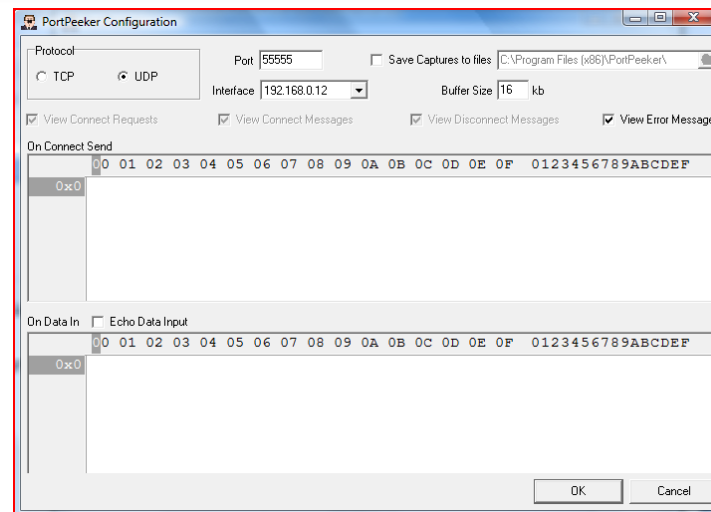 PortPeeker Configuration
Protocol
TCP UDP
Port 55555
Save Captures to files C:\Program Files (x86)\PortPeeker\
Interface 192.168.0.12
Buffer Size 16 kb
View Connect Requests View Connect Messages View Disconnect Messages View Error Message
On Connect Send
00 01 02 03 04 05 06 07 08 09 0A 0B 0C 0D 0E 0F 0123456789ABCDEF
0x0
On Data In Echo Data Input
00 01 02 03 04 05 06 07 08 09 0A 0B 0C 0D 0E 0F 0123456789ABCDEF
0x0
OK Cancel